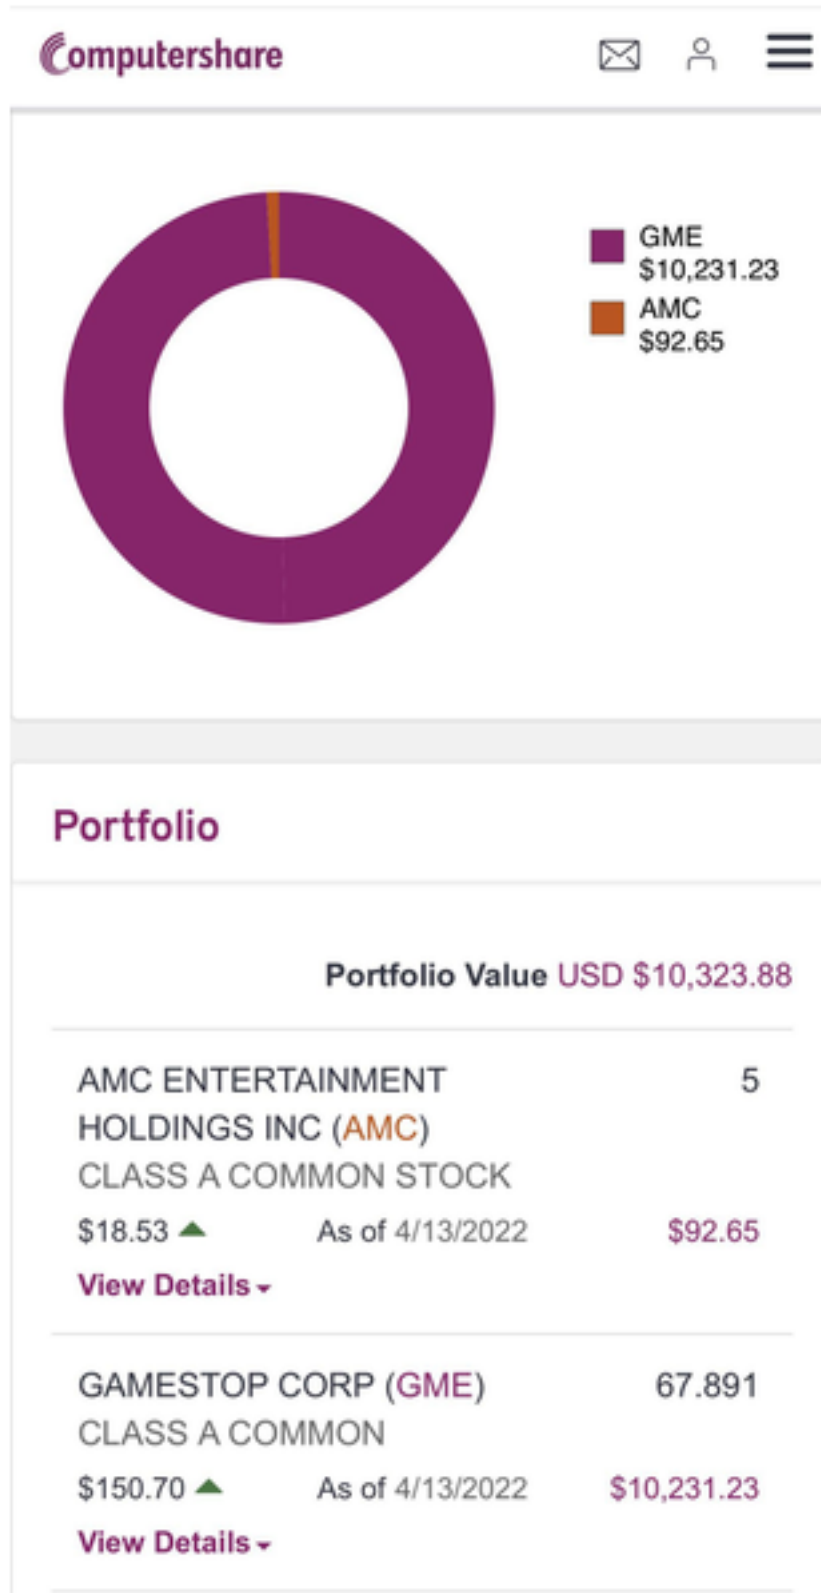 Computershare
GME
$10,231.23
AMC
$92.65
Portfolio
Portfolio Value USD $10,323.88
AMC ENTERTAINMENT 5
HOLDINGS INC (AMC)
CLASS A COMMON STOCK
$18.53 As of 4/13/2022 $92.65
View Details
GAMESTOP CORP (GME) 67.891
CLASS A COMMON
$150.70 As of 4/13/2022 $10,231.23
View Details